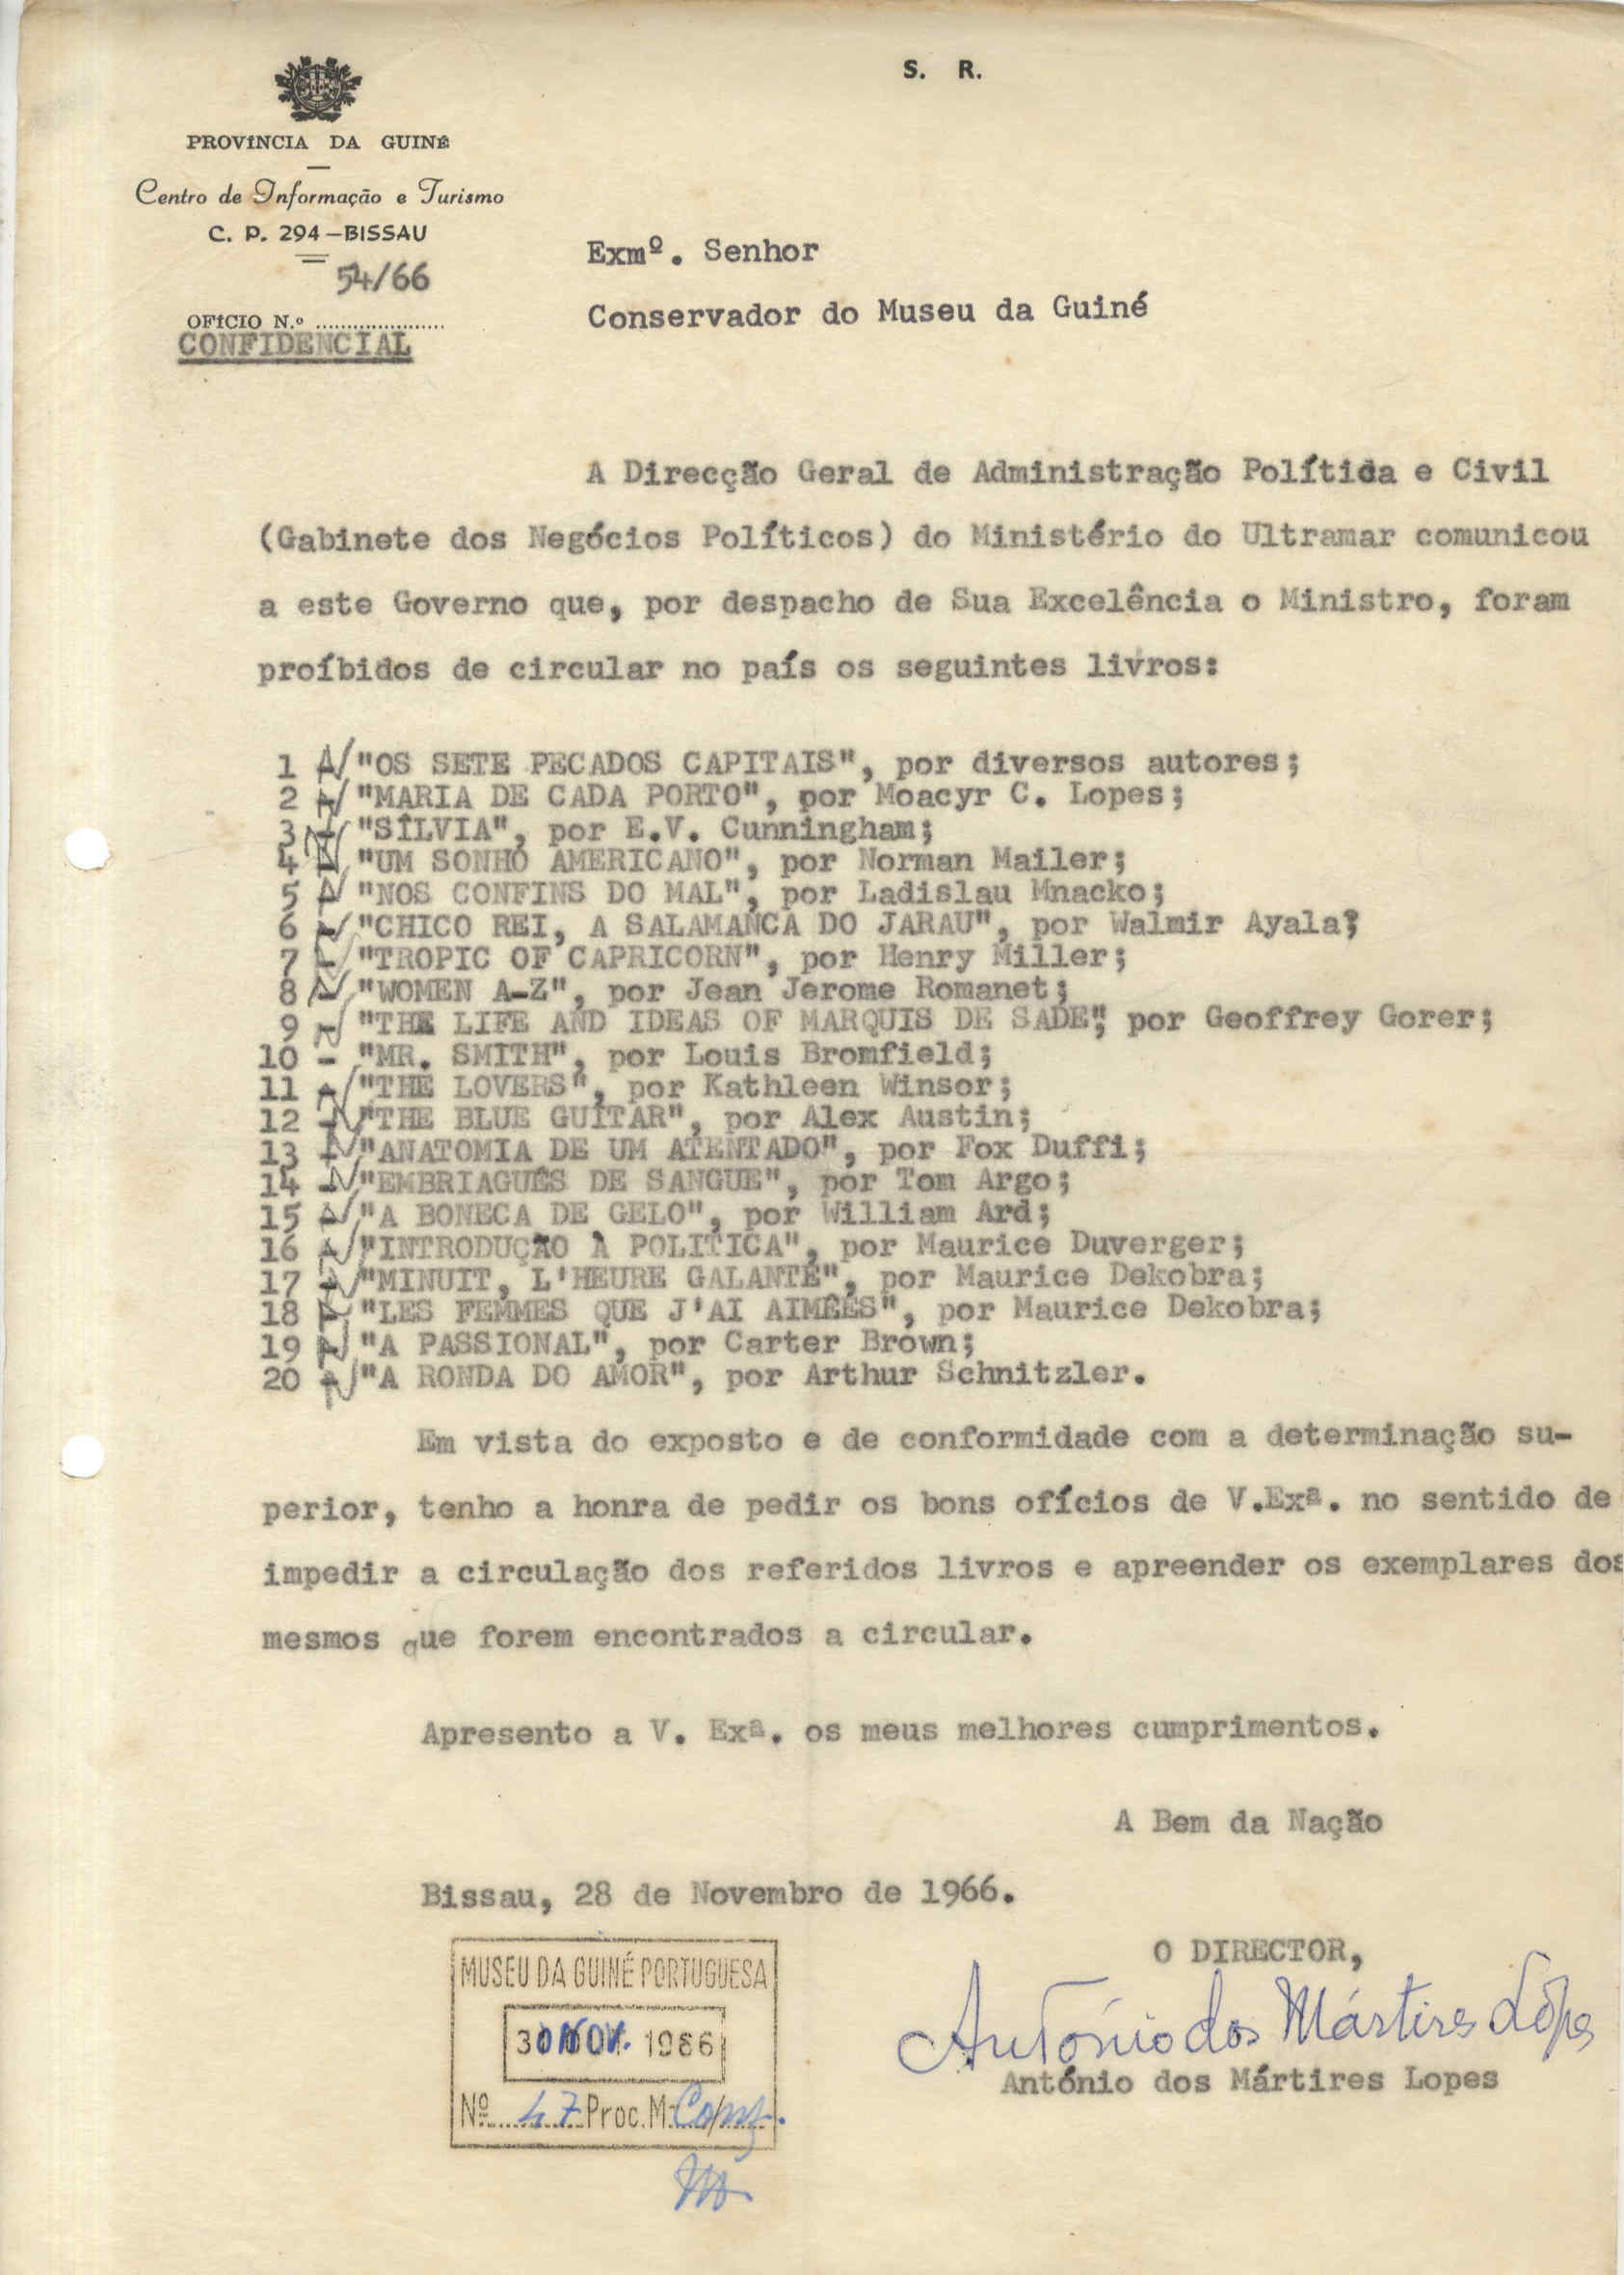 S. R.
PROVÍNCIA DA GUINÉ
Centro de Informação e Turismo
C. P. 294 — BISSAU
54/66
OFÍCIO N.º ....................
CONFIDENCIAL
Exmº. Senhor
Conservador do Museu da Guiné
A Direcção Geral de Administração Política e Civil
(Gabinete dos Negócios Políticos) do Ministério do Ultramar comunicou
a este Governo que, por despacho de Sua Excelência o Ministro, foram
proíbidos de circular no país os seguintes livros:
1 - "OS SETE PECADOS CAPITAIS", por diversos autores;
2 - "MARIA DE CADA PORTO", por Moacyr C. Lopes;
3 - "SÍLVIA", por E.V. Cunningham;
4 - "UM SONHO AMERICANO", por Norman Mailer;
5 - "NOS CONFINS DO MAL", por Ladislau Mnacko;
6 - "CHICO REI, A SALAMANCA DO JARAU", por Walmir Ayala;
7 - "TROPIC OF CAPRICORN", por Henry Miller;
8 - "WOMEN A-Z", por Jean Jerome Romanet;
9 - "THE LIFE AND IDEAS OF MARQUIS DE SADE", por Geoffrey Gorer;
10 - "MR. SMITH", por Louis Bromfield;
11 - "THE LOVERS", por Kathleen Winsor;
12 - "THE BLUE GUITAR", por Alex Austin;
13 - "ANATOMIA DE UM ATENTADO", por Fox Duffi;
14 - "EMBRIAGUÊS DE SANGUE", por Tom Argo;
15 - "A BONECA DE GELO", por William Ard;
16 - "INTRODUÇÃO À POLITICA", por Maurice Duverger;
17 - "MINUIT, L'HEURE GALANTE", por Maurice Dekobra;
18 - "LES FEMMES QUE J'AI AIMÉES", por Maurice Dekobra;
19 - "A PASSIONAL", por Carter Brown;
20 - "A RONDA DO AMOR", por Arthur Schnitzler.
Em vista do exposto e de conformidade com a determinação su-
perior, tenho a honra de pedir os bons ofícios de V.Exª. no sentido de
impedir a circulação dos referidos livros e apreender os exemplares dos
mesmos que forem encontrados a circular.
Apresento a V. Exª. os meus melhores cumprimentos.
A Bem da Nação
Bissau, 28 de Novembro de 1966.
O DIRECTOR,
António dos Mártires Lopes
António dos Mártires Lopes
MUSEU DA GUINÉ PORTUGUESA
30 NOV. 1966
Nº 47 Proc. M- Conf.